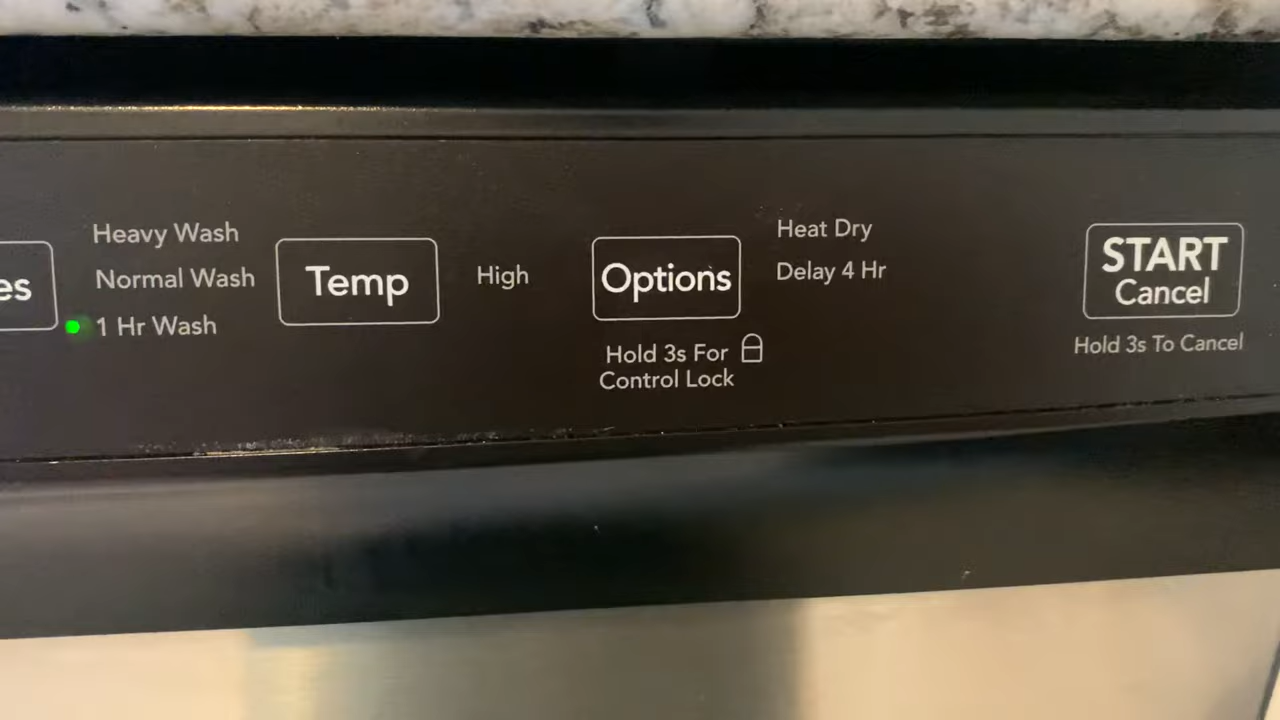 es
Heavy Wash
Normal Wash
1 Hr Wash
Temp
High
Options
Hold 3s For
Control Lock
Heat Dry
Delay 4 Hr
START
Cancel
Hold 3s To Cancel